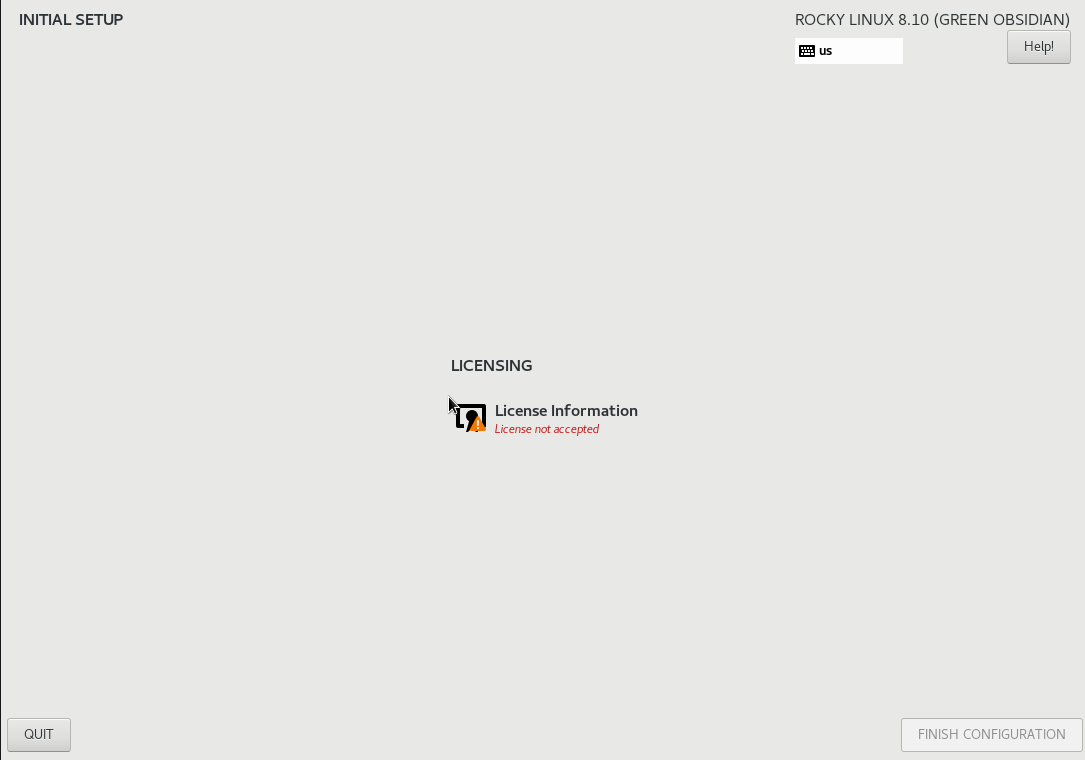 INITIAL SETUP
ROCKY LINUX 8.10 (GREEN OBSIDIAN)
us
Help!
LICENSING
License Information
License not accepted
QUIT
FINISH CONFIGURATION